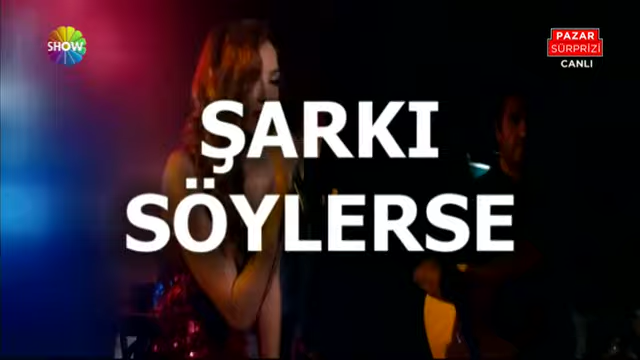 SHOW
PAZAR
SÜRPRİZİ
CANLI
ŞARKI
SÖYLERSE